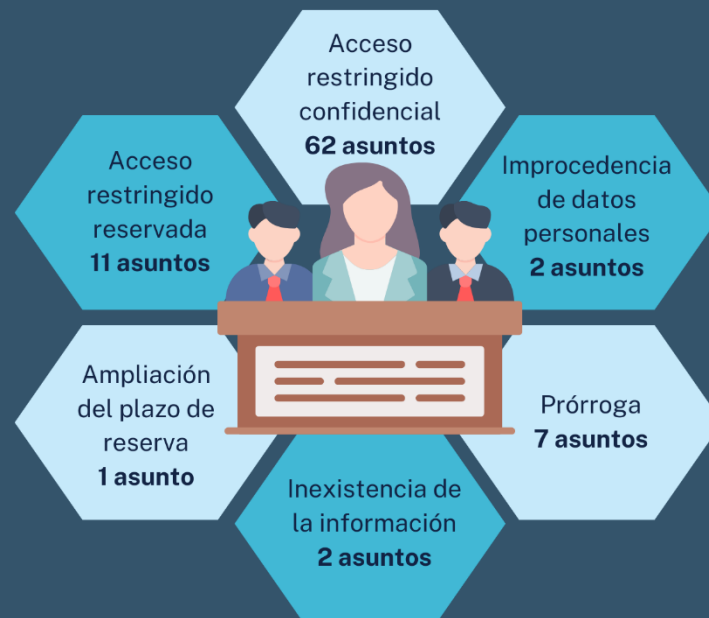 Acceso
restringido
confidencial
62 asuntos
Acceso
restringido
reservada
11 asuntos
Improcedencia
de datos
personales
2 asuntos
Ampliación
del plazo de
reserva
1 asunto
Prórroga
7 asuntos
Inexistencia de
la información
2 asuntos